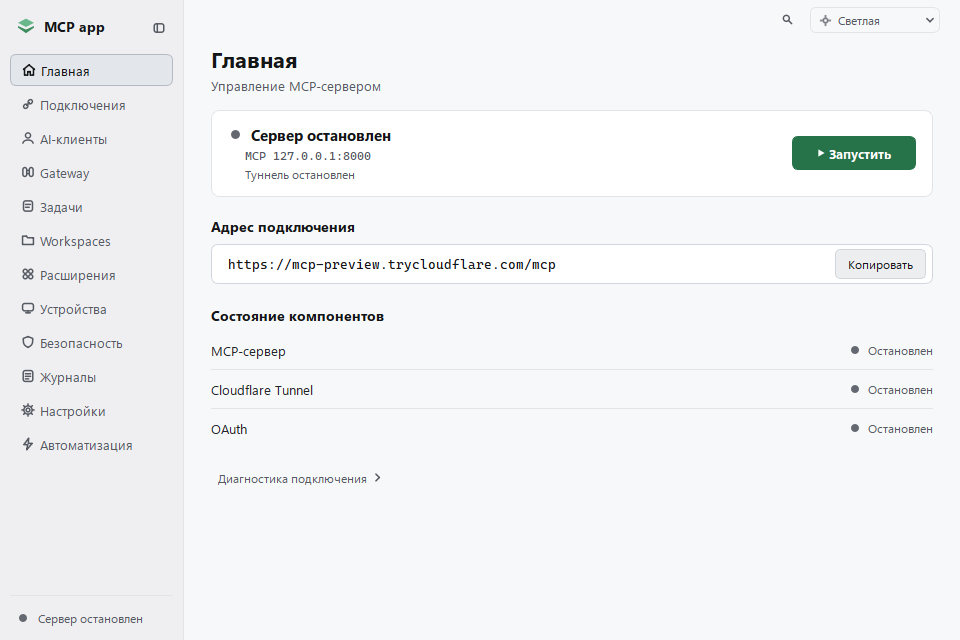 MCP app
Главная
Подключения
AI-клиенты
Gateway
Задачи
Workspaces
Расширения
Устройства
Безопасность
Журналы
Настройки
Автоматизация
Сервер остановлен
Светлая
Главная
Управление MCP-сервером
Сервер остановлен
MCP 127.0.0.1:8000
Туннель остановлен
Запустить
Адрес подключения
https://mcp-preview.trycloudflare.com/mcp
Копировать
Состояние компонентов
MCP-сервер
Остановлен
Cloudflare Tunnel
Остановлен
OAuth
Остановлен
Диагностика подключения